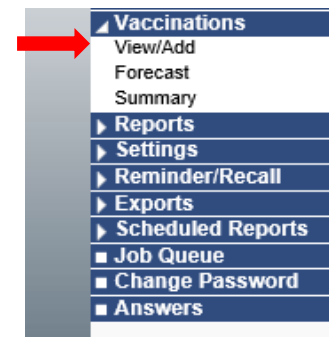 Vaccinations
View/Add
Forecast
Summary
Reports
Settings
Reminder/Recall
Exports
Scheduled Reports
Job Queue
Change Password
Answers